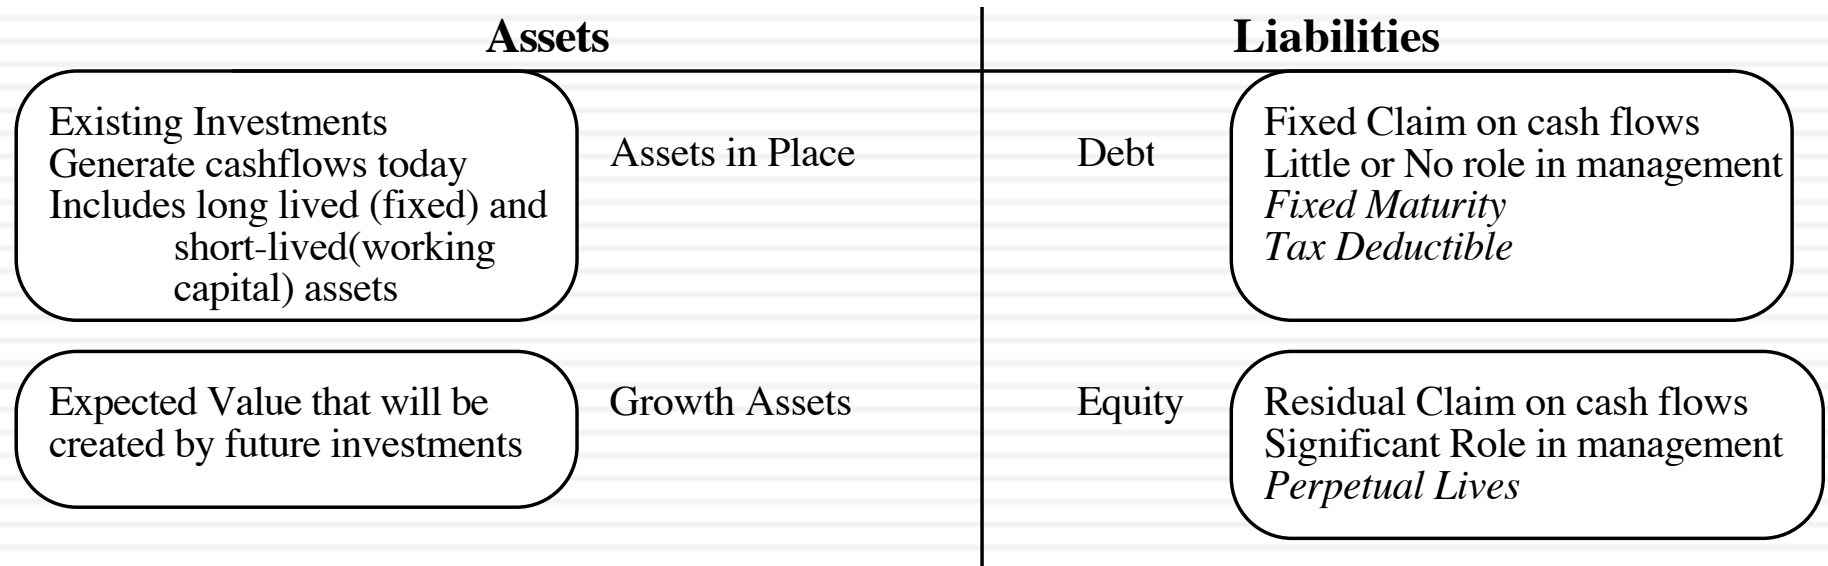 Assets
Liabilities
Existing Investments
Generate cashflows today
Includes long lived (fixed) and
short-lived(working
capital) assets
Assets in Place
Debt
Fixed Claim on cash flows
Little or No role in management
Fixed Maturity
Tax Deductible
Expected Value that will be
created by future investments
Growth Assets
Equity
Residual Claim on cash flows
Significant Role in management
Perpetual Lives